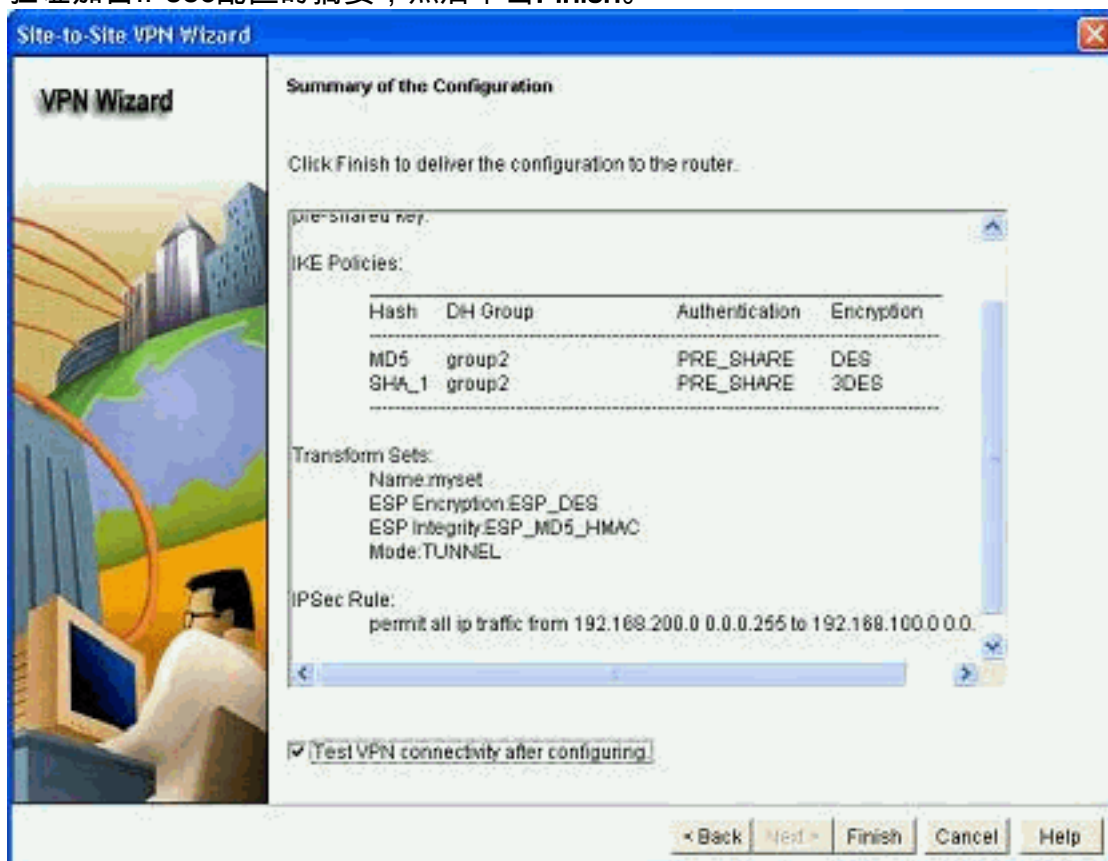 Site-to-Site VPN Wizard
VPN Wizard
Summary of the Configuration
Click Finish to deliver the configuration to the router.
pre-shared key.
IKE Policies:
Hash DH Group Authentication Encryption
MD5 group2 PRE_SHARE DES
SHA_1 group2 PRE_SHARE 3DES
Transform Sets:
Name:myset
ESP Encryption:ESP_DES
ESP Integrity:ESP_MD5_HMAC
Mode:TUNNEL
IPSec Rule:
permit all ip traffic from 192.168.200.0 0.0.0.255 to 192.168.100.0 0.0.
Test VPN connectivity after configuring.
< Back Next > Finish Cancel Help